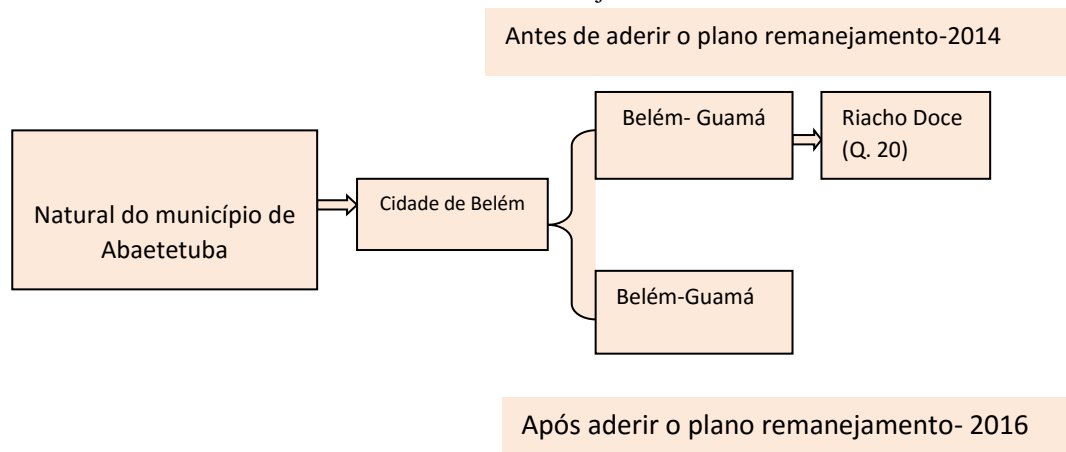 Antes de aderir o plano remanejamento-2014
Belém- Guamá
Riacho Doce
(Q. 20)
Natural do município de
Abaetetuba
Cidade de Belém
Belém-Guamá
Após aderir o plano remanejamento- 2016